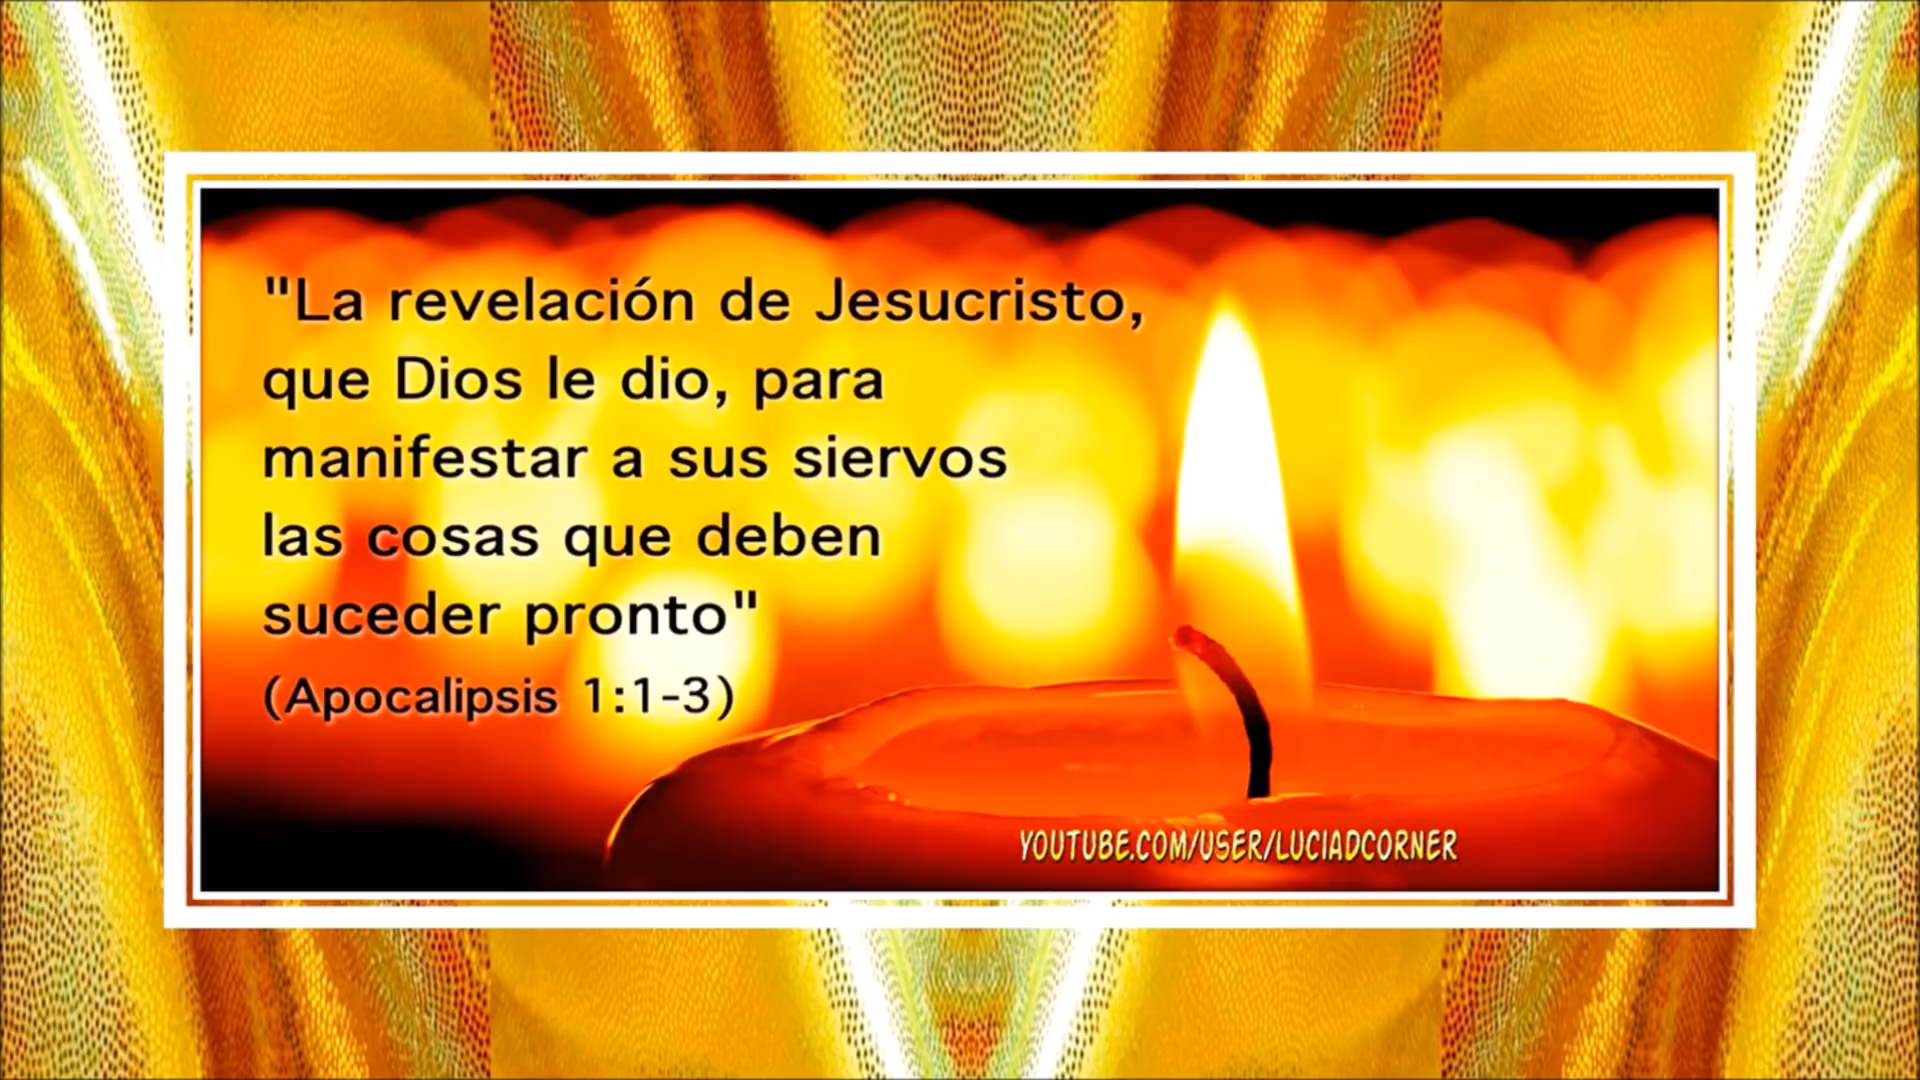 "La revelación de Jesucristo,
que Dios le dio, para
manifestar a sus siervos
las cosas que deben
suceder pronto"
(Apocalipsis 1:1-3)
YOUTUBE.COM/USER/LUCIADCORNER